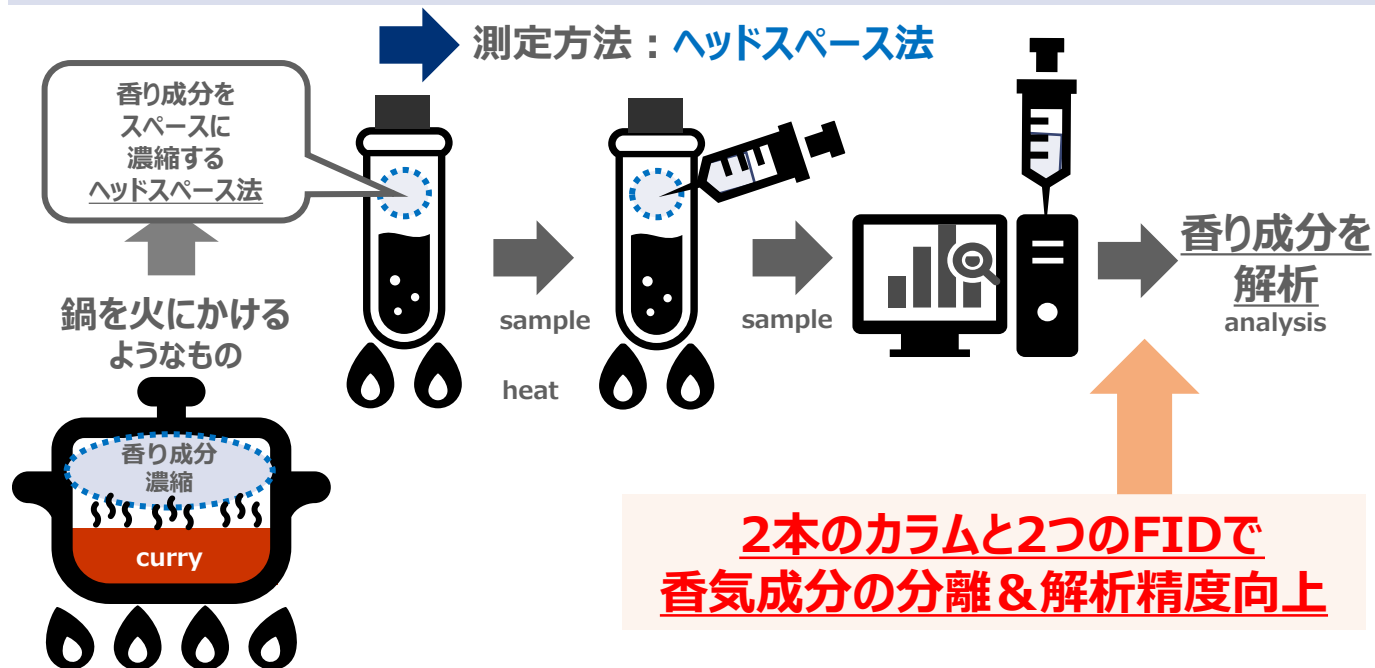 測定方法：ヘッドスペース法
香り成分を
スペースに
濃縮する
ヘッドスペース法
鍋を火にかける
ようなもの
香り成分
濃縮
curry
sample
heat
sample
香り成分を
解析
analysis
2本のカラムと2つのFIDで
香気成分の分離＆解析精度向上